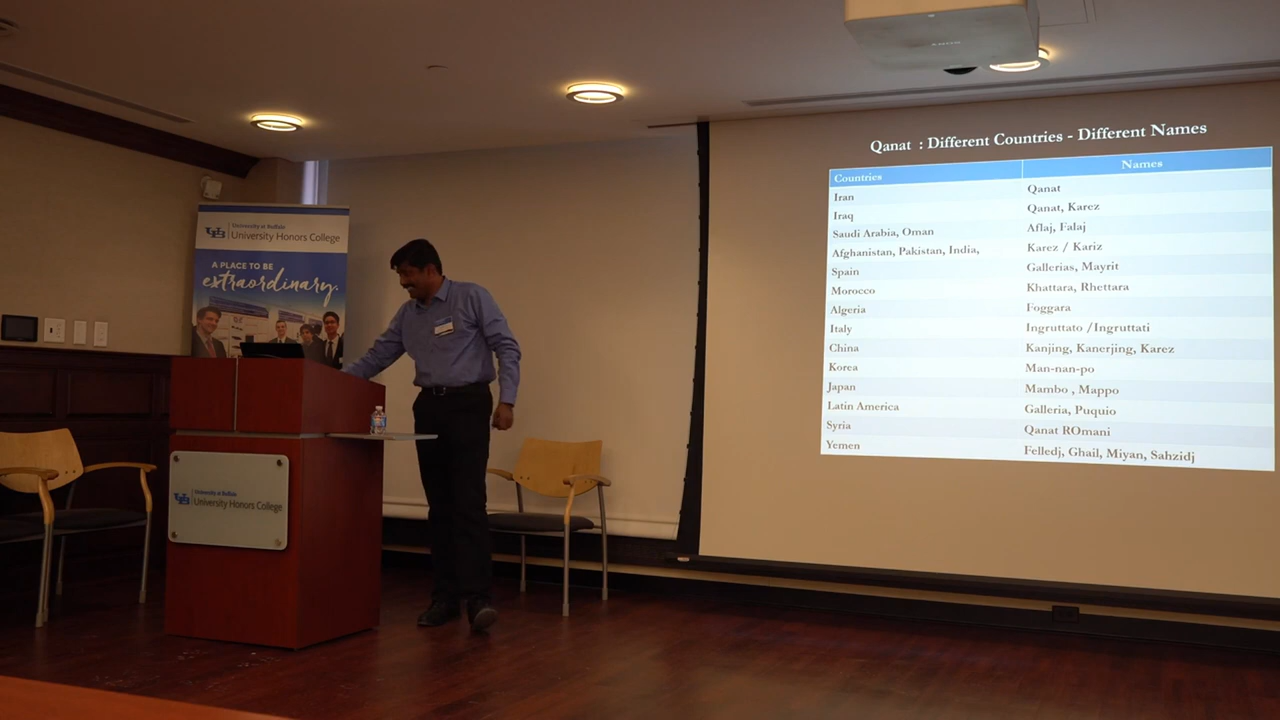 Qanat : Different Countries - Different Names
Countries Names
Iran Qanat
Iraq Qanat, Karez
Saudi Arabia, Oman Aflaj, Falaj
Afghanistan, Pakistan, India, Karez / Kariz
Spain Gallerias, Mayrit
Morocco Khattara, Rhettara
Algeria Foggara
Italy Ingruttato /Ingruttati
China Kanjing, Kanerjing, Karez
Korea Man-nan-po
Japan Mambo , Mappo
Latin America Galleria, Puquio
Syria Qanat ROmani
Yemen Felledj, Ghail, Miyan, Sahzidj
UB University at Buffalo
University Honors College
A PLACE TO BE
extraordinary.
UB University at Buffalo
University Honors College